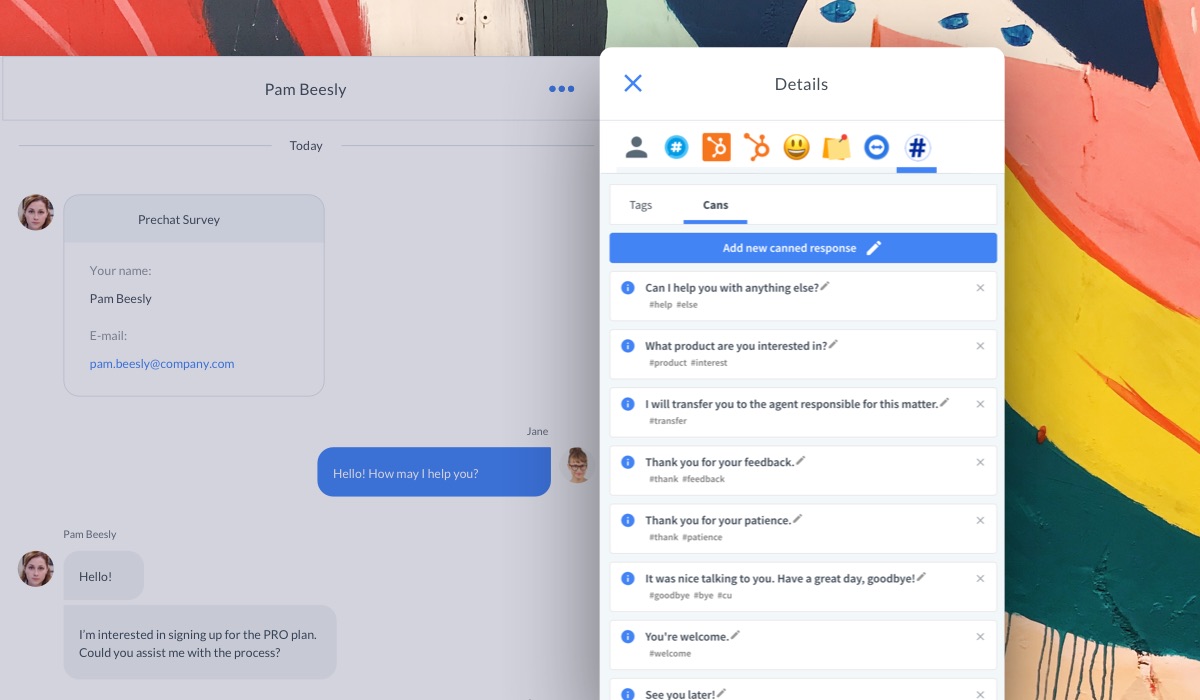 Pam Beesly
Today
Prechat Survey
Your name:
Pam Beesly
E-mail:
pam.beesly@company.com
Jane
Hello! How may I help you?
Pam Beesly
Hello!
I'm interested in signing up for the PRO plan.
Could you assist me with the process?
Details
#
#
Tags Cans
Add new canned response
Can I help you with anything else?
#help #else
What product are you interested in?
#product #interest
I will transfer you to the agent responsible for this matter.
#transfer
Thank you for your feedback.
#thank #feedback
Thank you for your patience.
#thank #patience
It was nice talking to you. Have a great day, goodbye!
#goodbye #bye #cu
You're welcome.
#welcome
See you later!